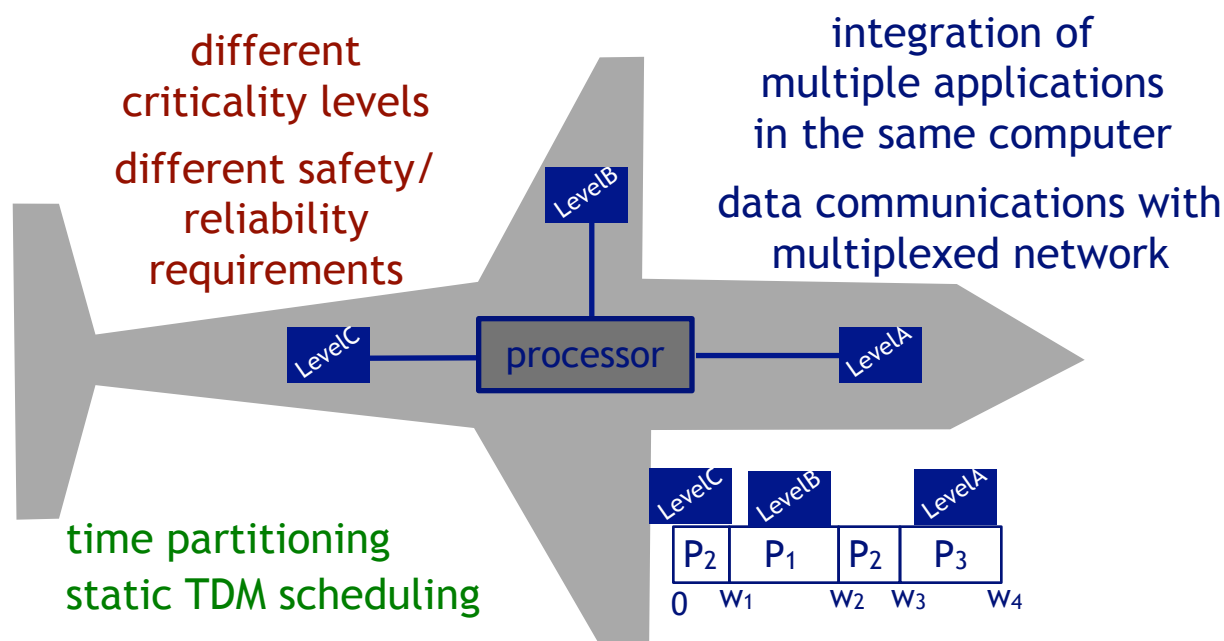 different
criticality levels
different safety/
reliability
requirements
integration of
multiple applications
in the same computer
data communications with
multiplexed network
LevelB
LevelC
processor
LevelA
time partitioning
static TDM scheduling
LevelC LevelB LevelA
P₂ P₁ P₂ P₃
0 w₁ w₂ w₃ w₄